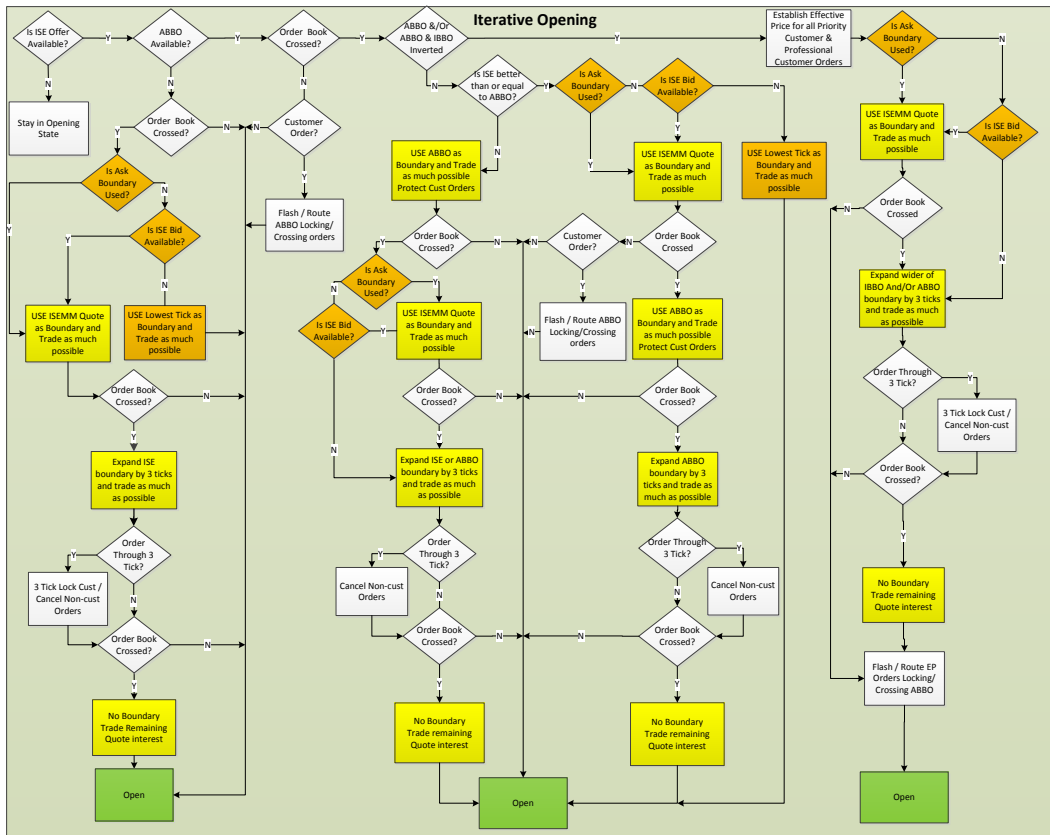 Iterative Opening
Is ISE Offer
Available?
Y
ABBO
Available?
Y
Order Book
Crossed?
Y
ABBO &/Or
ABBO & IBBO
Inverted
Y
Establish Effective
Price for all Priority
Customer &
Professional
Customer Orders
Is Ask
Boundary
Used?
N
N
N
N
N
Y
Stay in Opening
State
Order Book
Crossed?
N
Y
Customer
Order?
N
Y
Is ISE better
than or equal
to ABBO?
Y
N
Is Ask
Boundary
Used?
N
Y
Is ISE Bid
Available?
N
Y
USE ISEMM Quote
as Boundary and
Trade as much
possible
Is ISE Bid
Available?
Y
N
Is Ask
Boundary
Used?
N
Y
Is ISE Bid
Available?
Y
N
Flash / Route
ABBO Locking/
Crossing orders
N
USE ABBO as
Boundary and Trade
as much possible
Protect Cust Orders
USE ISEMM Quote
as Boundary and
Trade as much
possible
USE Lowest Tick as
Boundary and
Trade as much
possible
Order Book
Crossed
N
Y
Order Book
Crossed?
N
Y
Customer
Order?
N
Y
N
Order Book
Crossed
Y
Is Ask
Boundary
Used?
Y
N
Expand wider of
IBBO And/Or ABBO
boundary by 3 ticks
and trade as much
as possible
USE ISEMM Quote
as Boundary and
Trade as much
possible
USE Lowest Tick as
Boundary and
Trade as much
possible
Y
Is ISE Bid
Available?
Y
N
USE ISEMM Quote
as Boundary and
Trade as much
possible
Flash / Route ABBO
Locking/Crossing
orders
N
USE ABBO as
Boundary and Trade
as much possible
Protect Cust Orders
Order Through
3 Tick?
Y
N
3 Tick Lock Cust /
Cancel Non-cust
Orders
Order Book
Crossed?
N
Y
Order Book
Crossed?
N
Y
N
Order Book
Crossed?
Y
Expand ISE
boundary by 3 ticks
and trade as much
as possible
Expand ISE or ABBO
boundary by 3 ticks
and trade as much
as possible
Expand ABBO
boundary by 3
ticks and trade as
much as possible
Order Book
Crossed?
N
Y
Order
Through 3
Tick?
Y
N
Order
Through 3
Tick?
Y
N
Order Through
3 Tick?
Y
N
3 Tick Lock Cust /
Cancel Non-cust
Orders
Cancel Non-cust
Orders
Cancel Non-cust
Orders
No Boundary
Trade remaining
Quote interest
Order Book
Crossed?
N
Y
Order Book
Crossed?
N
Y
N
Order Book
Crossed?
Y
Flash / Route EP
Orders Locking/
Crossing ABBO
No Boundary
Trade Remaining
Quote interest
No Boundary
Trade remaining
Quote interest
No Boundary
Trade remaining
Quote interest
Open
Open
Open